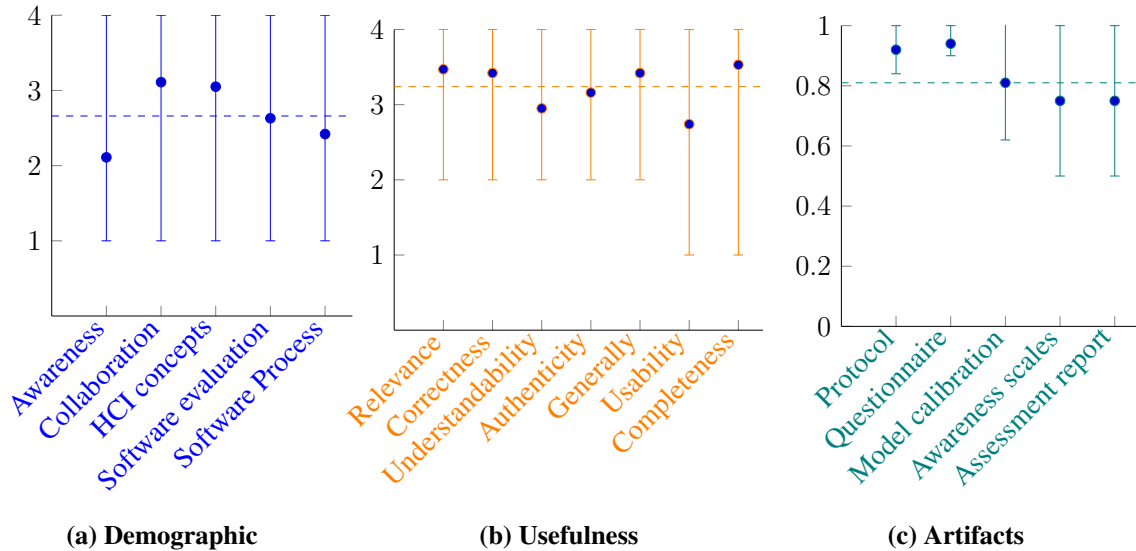 4
3
2
1
Awareness
Collaboration
HCI concepts
Software evaluation
Software Process
(a) Demographic
4
3
2
1
Relevance
Correctness
Understandability
Authenticity
Generally
Usability
Completeness
(b) Usefulness
1
0.8
0.6
0.4
0.2
0
Protocol
Questionnaire
Model calibration
Awareness scales
Assessment report
(c) Artifacts